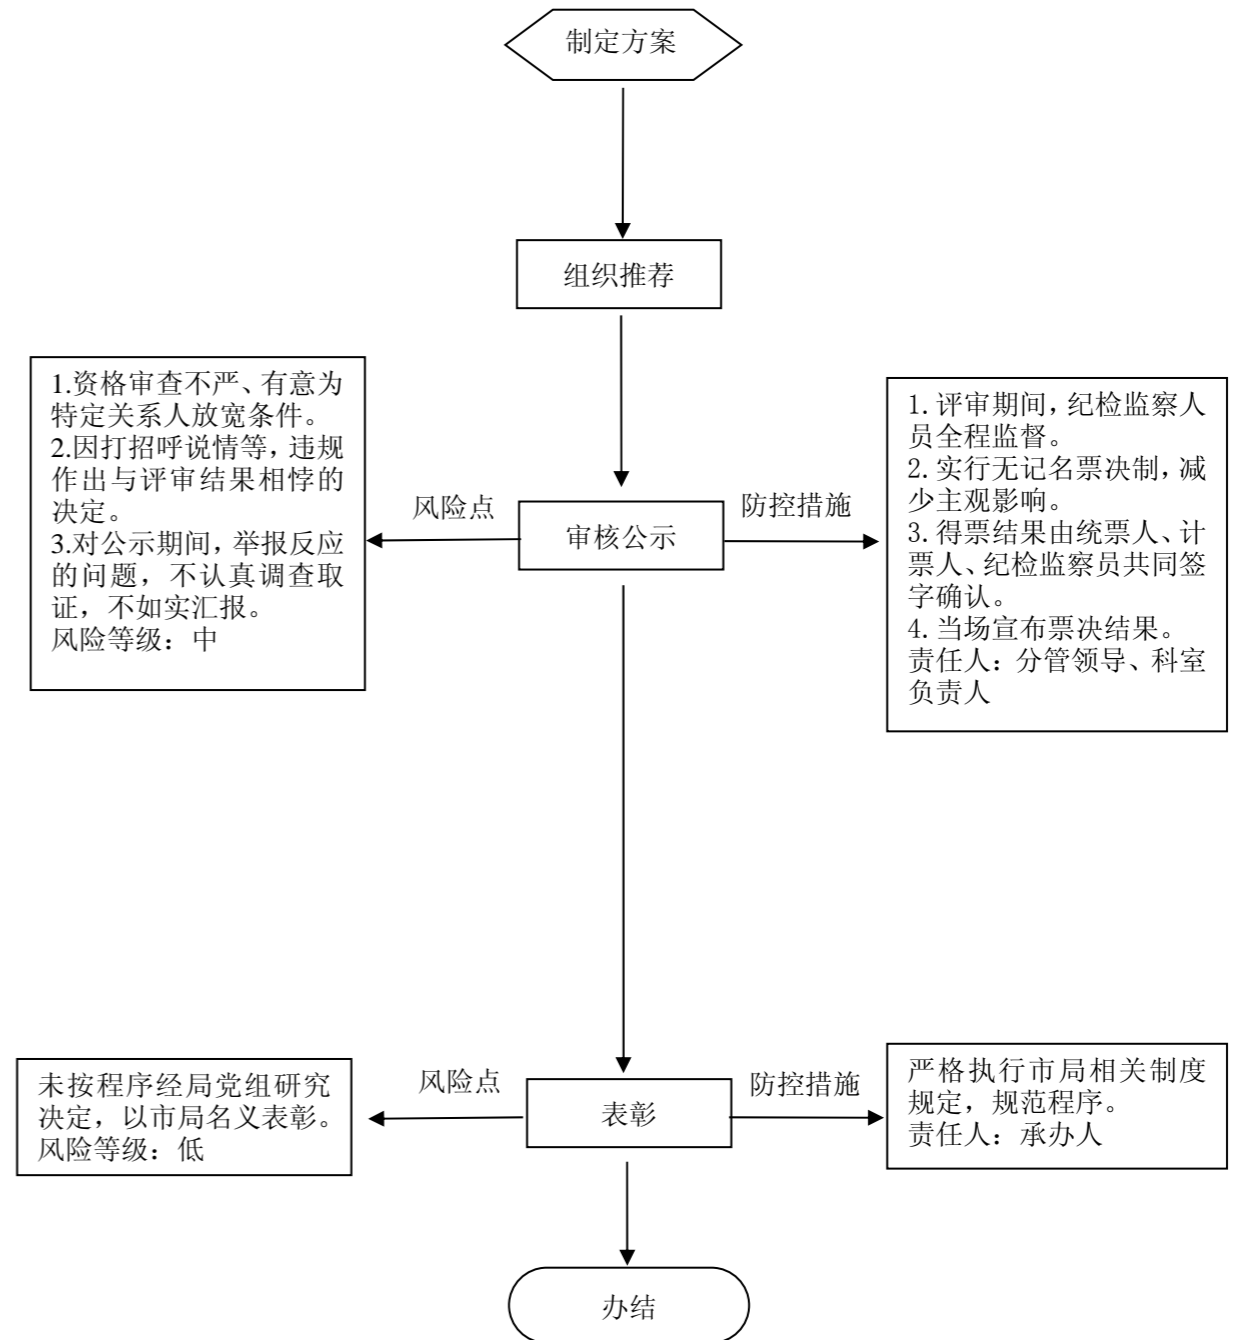 制定方案
组织推荐
1.资格审查不严、有意为
特定关系人放宽条件。
2.因打招呼说情等，违规
作出与评审结果相悖的
决定。
3.对公示期间，举报反应
的问题，不认真调查取
证，不如实汇报。
风险等级：中
风险点
审核公示
防控措施
1.评审期间，纪检监察人
员全程监督。
2.实行无记名票决制，减
少主观影响。
3.得票结果由统票人、计
票人、纪检监察员共同签
字确认。
4.当场宣布票决结果。
责任人：分管领导、科室
负责人
未按程序经局党组研究
决定，以市局名义表彰。
风险等级：低
风险点
表彰
防控措施
严格执行市局相关制度
规定，规范程序。
责任人：承办人
办结